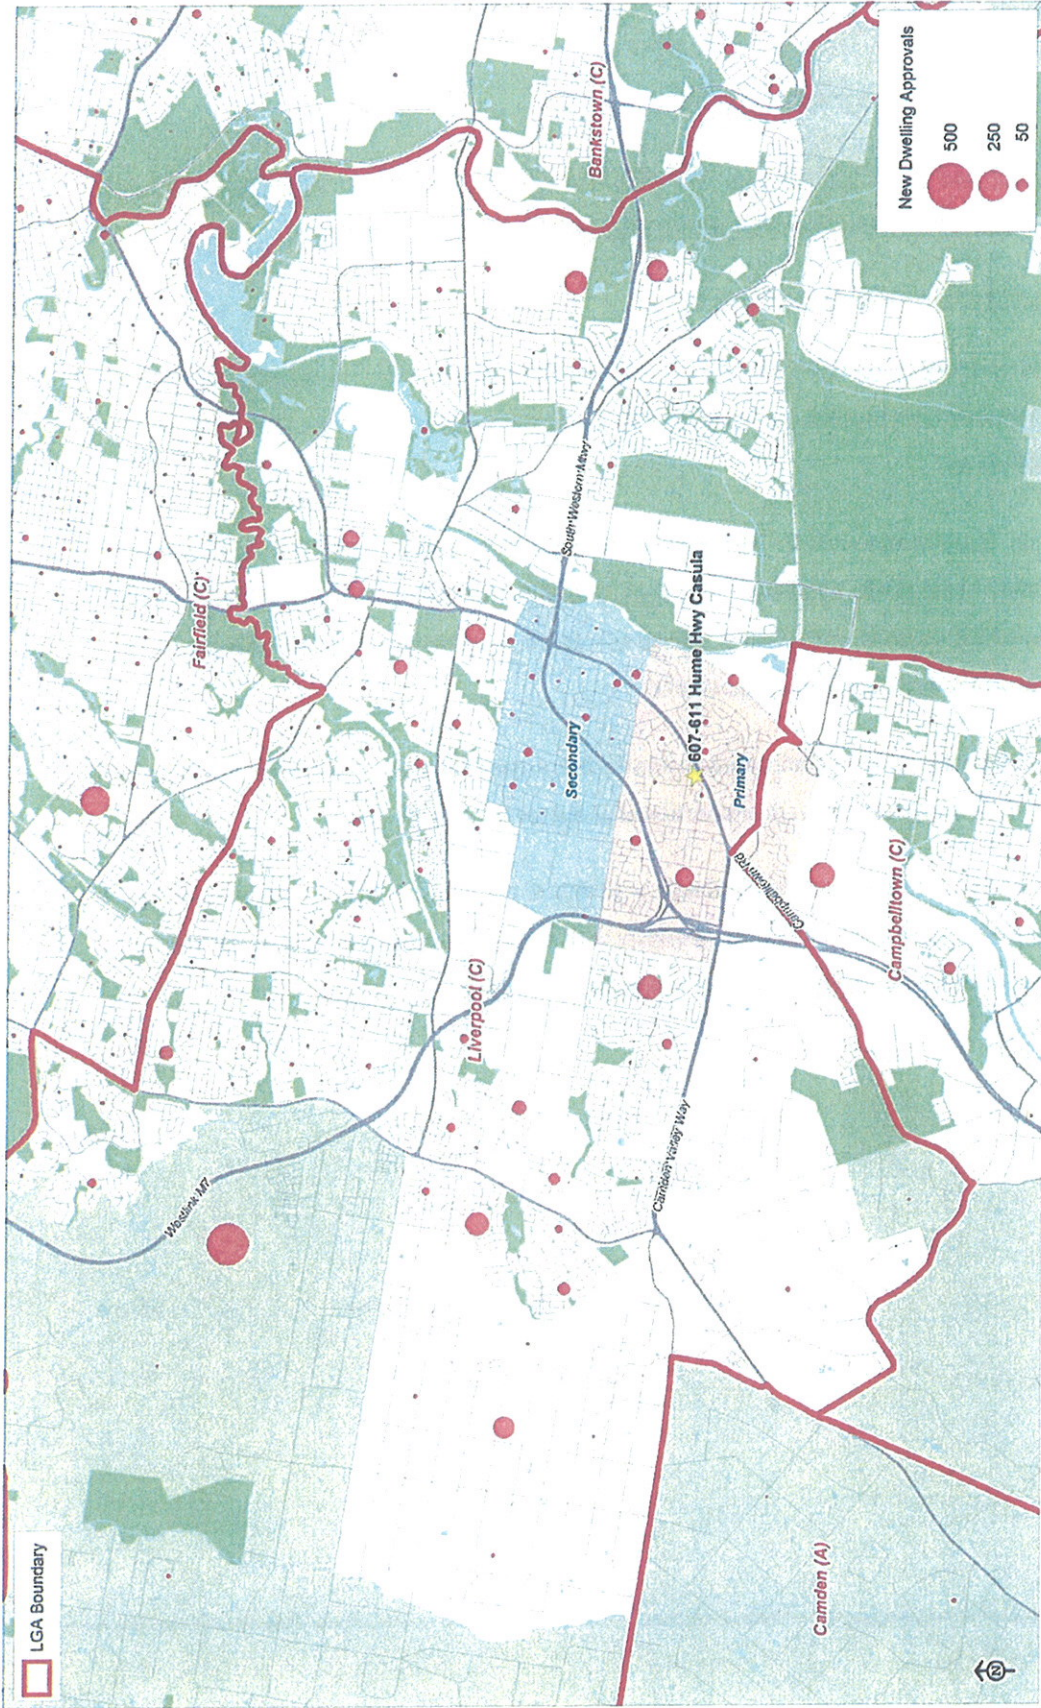 LGA Boundary
Westlink M7
Fairfield (C)
Liverpool (C)
Bankstown (C)
South Western Mwy
Secondary
607-611 Hume Hwy Casula
Primary
Camden Valley Way
Campbelltown Rd
Campbelltown (C)
Camden (A)
New Dwelling Approvals
500
250
50
N